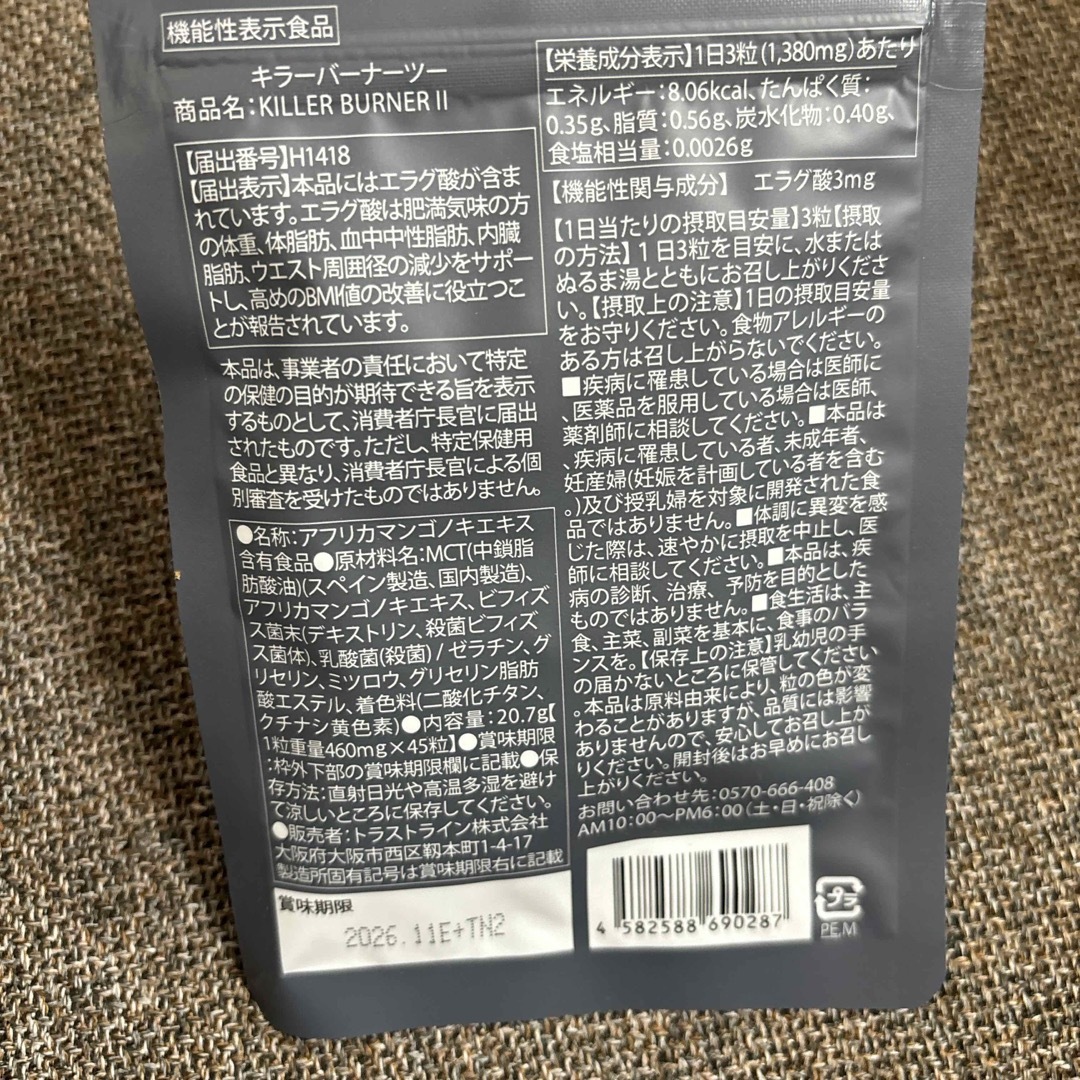 機能性表示食品
キラーバーナーツー
商品名：KILLER BURNERⅡ
【届出番号】H1418
【届出表示】本品にはエラグ酸が含ま
れています。エラグ酸は肥満気味の方
の体重、体脂肪、血中中性脂肪、内臓
脂肪、ウエスト周囲径の減少をサポー
トし、高めのBMI値の改善に役立つこ
とが報告されています。
本品は、事業者の責任において特定
の保健の目的が期待できる旨を表示
するものとして、消費者庁長官に届出
されたものです。ただし、特定保健用
食品と異なり、消費者庁長官による個
別審査を受けたものではありません。
●名称：アフリカマンゴノキエキス
含有食品●原材料名：MCT(中鎖脂
肪酸油)(スペイン製造、国内製造)、
アフリカマンゴノキエキス、ビフィズ
ス菌末(デキストリン、殺菌ビフィズ
ス菌体)、乳酸菌(殺菌) / ゼラチン、グ
リセリン、ミツロウ、グリセリン脂肪
酸エステル、着色料(二酸化チタン、
クチナシ黄色素)●内容量：20.7g【
1粒重量460mg×45粒】●賞味期限
：枠外下部の賞味期限欄に記載●保
存方法：直射日光や高温多湿を避け
て涼しいところに保存してください。
●販売者：トラストライン株式会社
大阪府大阪市西区靱本町1-4-17
製造所固有記号は賞味期限右に記載
賞味期限
2026.11E+TN2
【栄養成分表示】1日3粒(1,380mg)あたり
エネルギー：8.06kcal、たんぱく質：
0.35g、脂質：0.56g、炭水化物：0.40g、
食塩相当量：0.0026g
【機能性関与成分】 エラグ酸3mg
【1日当たりの摂取目安量】3粒【摂取
の方法】1日3粒を目安に、水または
ぬるま湯とともにお召し上がりくださ
い。【摂取上の注意】1日の摂取目安量
をお守りください。食物アレルギーの
ある方は召し上がらないでください。
■疾病に罹患している場合は医師に
、医薬品を服用している場合は医師、
薬剤師に相談してください。■本品は
、疾病に罹患している者、未成年者、
妊産婦(妊娠を計画している者を含む
。)及び授乳婦を対象に開発された食
品ではありません。■体調に異変を感
じた際は、速やかに摂取を中止し、医
師に相談してください。■本品は、疾
病の診断、治療、予防を目的とした
ものではありません。■食生活は、主
食、主菜、副菜を基本に、食事のバラ
ンスを。【保存上の注意】乳幼児の手
の届かないところに保管してください
。本品は原料由来により、粒の色が変
わることがありますが、品質には影響
ありませんので、安心してお召し上が
りください。開封後はお早めにお召し
上がりください。
お問い合わせ先：0570-666-408
AM10：00～PM6：00（土・日・祝除く）
4 582588 690287
プラ
PE,M